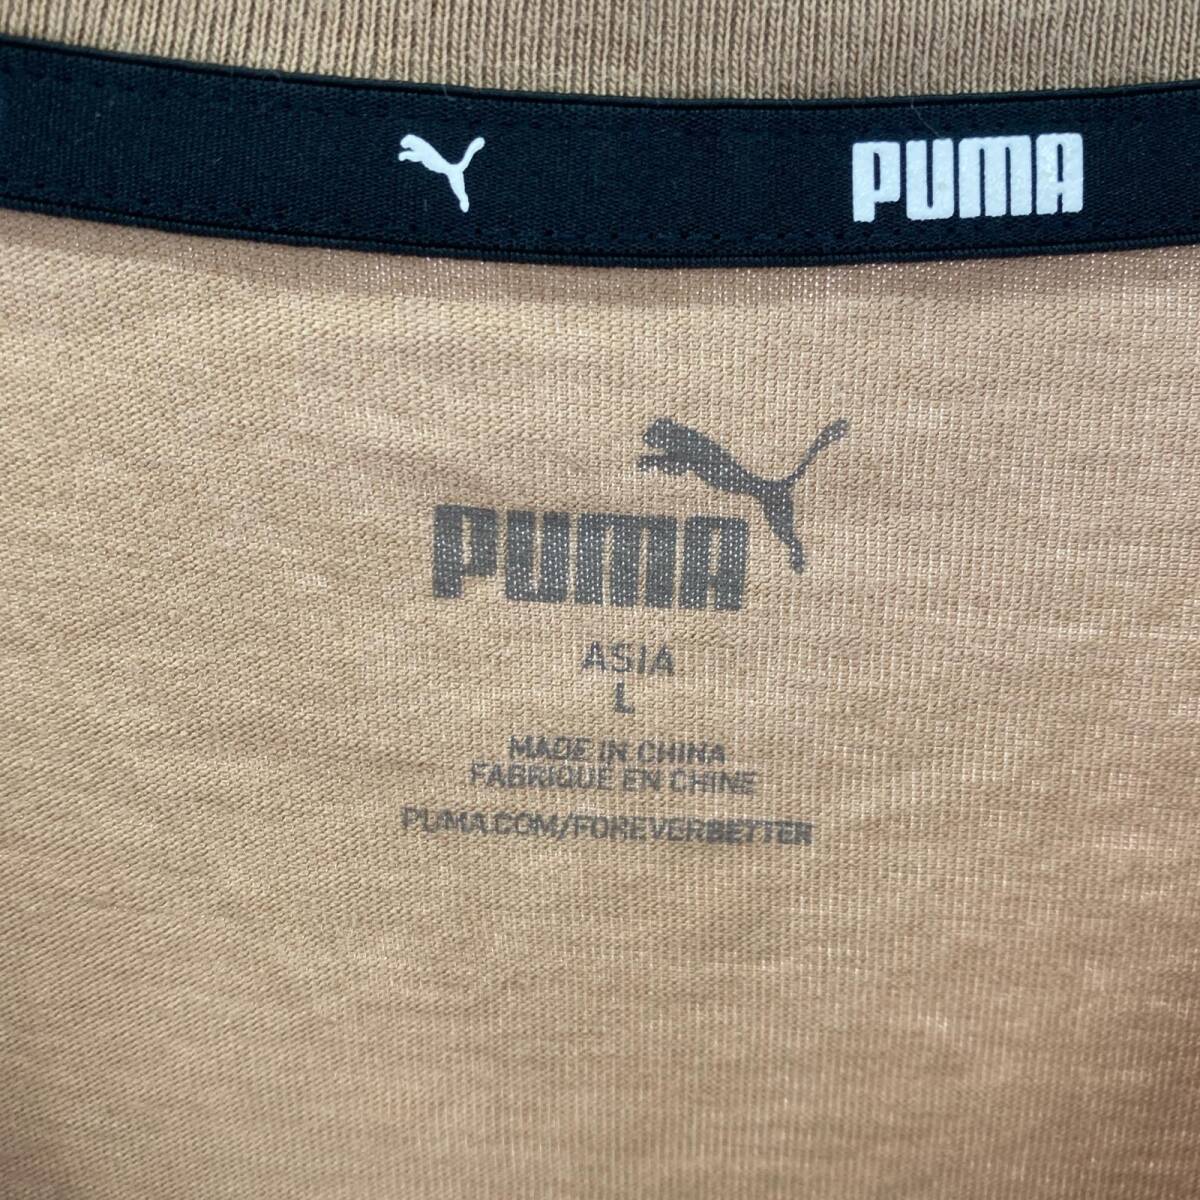 PUMA
PUMA
ASIA
L
MADE IN CHINA
FABRIQUE EN CHINE
PUMA.COM/FOREVERBETTER